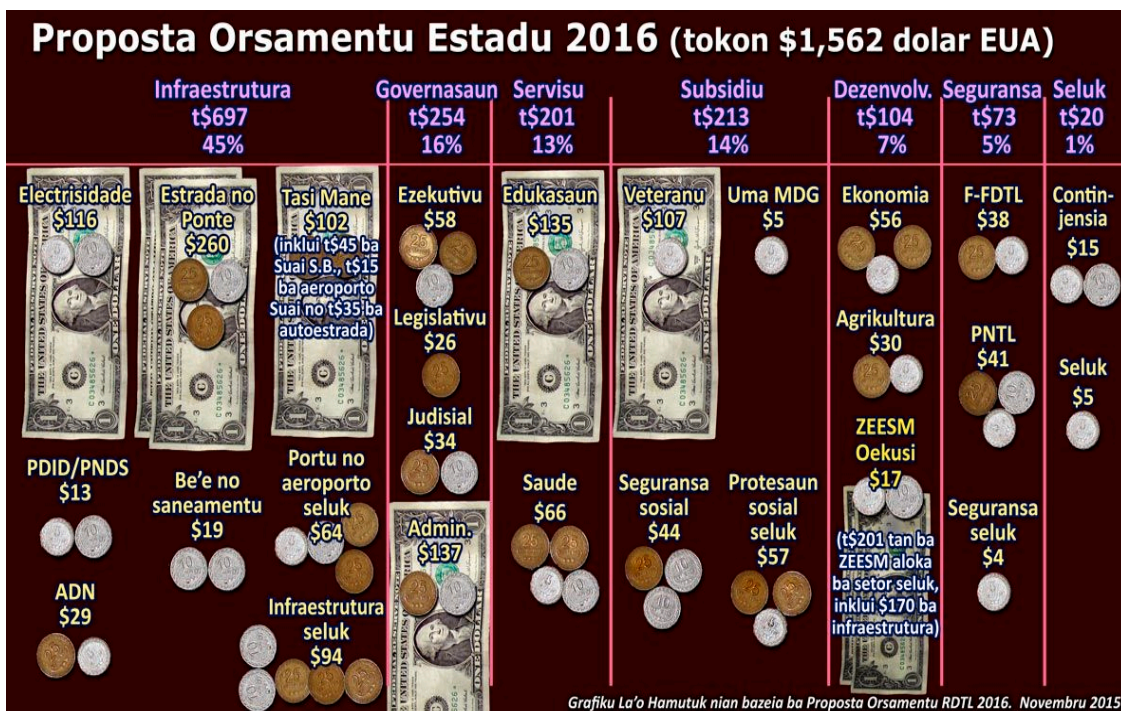 Proposta Orsamentu Estadu 2016 (tokon $1,562 dolar EUA)
Infraestrutura
t$697
45%
Governasaun
t$254
16%
Servisu
t$201
13%
Subsidiu
t$213
14%
Dezenvolv.
t$104
7%
Seguransa
t$73
5%
Seluk
t$20
1%
Electrisidade
$116
Estrada no
Ponte
$260
Tasi Mane
$102
(inklui t$45 ba
Suai S.B., t$15
ba aeroporto
Suai no t$35 ba
autoestrada)
PDID/PNDS
$13
Be'e no
saneamentu
$19
Portu no
aeroporto
seluk
$64
ADN
$29
Infraestrutura
seluk
$94
Ezekutivu
$58
Legislativu
$26
Judisial
$34
Admin.
$137
Edukasaun
$135
Saude
$66
Veteranu
$107
Uma MDG
$5
Seguransa
sosial
$44
Protesaun
sosial
seluk
$57
Ekonomia
$56
Agrikultura
$30
ZEESM
Oekusi
$17
(t$201 tan ba
ZEESM aloka
ba setor seluk,
inklui $170 ba
infraestrutura)
F-FDTL
$38
PNTL
$41
Seguransa
seluk
$4
Contin-
jensia
$15
Seluk
$5
Grafiku La'o Hamutuk nian bazeia ba Proposta Orsamentu RDTL 2016. Novembru 2015